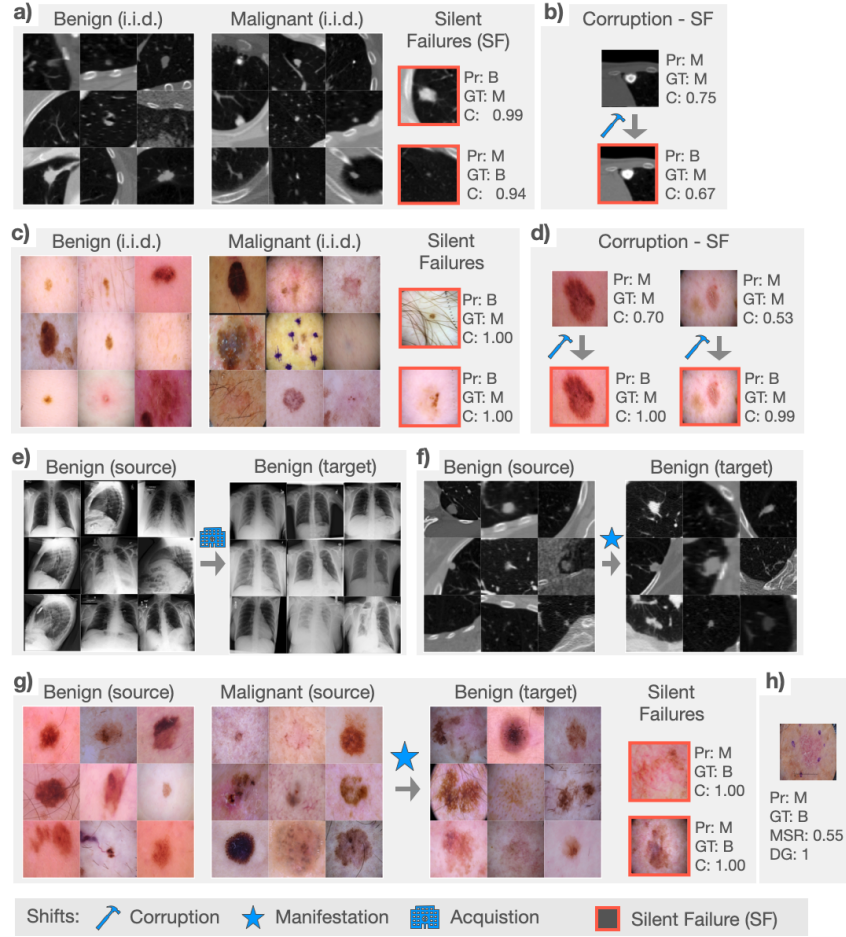 a)
Benign (i.i.d.)
Malignant (i.i.d.)
Silent
Failures (SF)
Pr: B
GT: M
C: 0.99
Pr: M
GT: B
C: 0.94
b)
Corruption - SF
Pr: M
GT: M
C: 0.75
Pr: B
GT: M
C: 0.67
c)
Benign (i.i.d.)
Malignant (i.i.d.)
Silent
Failures
Pr: B
GT: M
C: 1.00
Pr: B
GT: M
C: 1.00
d)
Corruption - SF
Pr: M
GT: M
C: 0.70
Pr: M
GT: M
C: 0.53
Pr: B
GT: M
C: 1.00
Pr: B
GT: M
C: 0.99
e)
Benign (source)
Benign (target)
f)
Benign (source)
Benign (target)
g)
Benign (source)
Malignant (source)
Benign (target)
Silent
Failures
Pr: M
GT: B
C: 1.00
Pr: M
GT: B
C: 1.00
h)
Pr: M
GT: B
MSR: 0.55
DG: 1
Shifts:
Corruption
Manifestation
Acquistion
Silent Failure (SF)